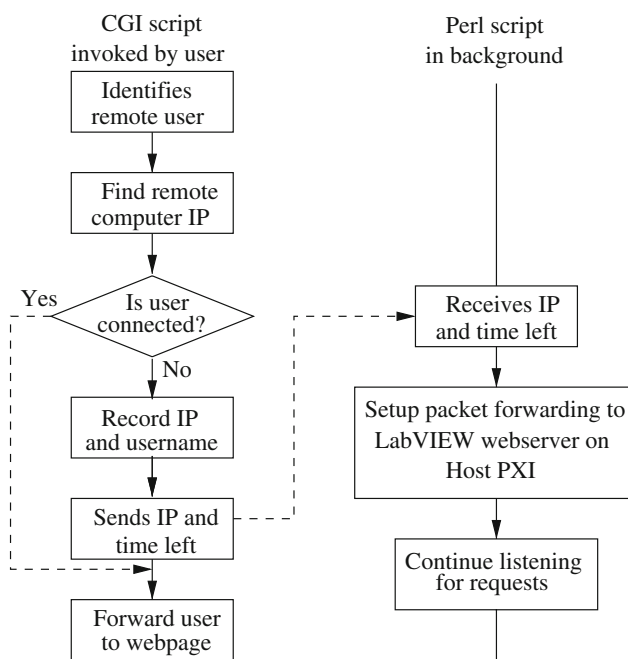 CGI script
invoked by user
Identifies
remote user
Find remote
computer IP
Yes
Is user
connected?
No
Record IP
and username
Sends IP and
time left
Forward user
to webpage
Perl script
in background
Receives IP
and time left
Setup packet forwarding to
LabVIEW webserver on
Host PXI
Continue listening
for requests